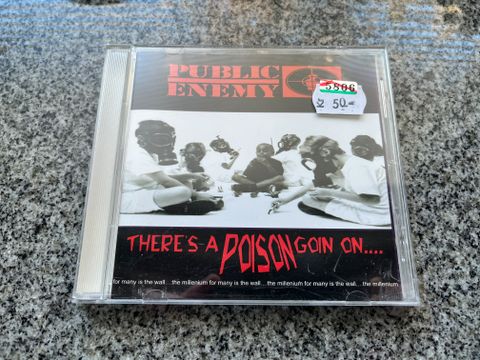 PUBLIC
ENEMY
5806
2 50.-
THERE'S A POISON GOIN ON....
for many is the wall...the millenium for many is the wall...the millenium for many is the wall...the millenium